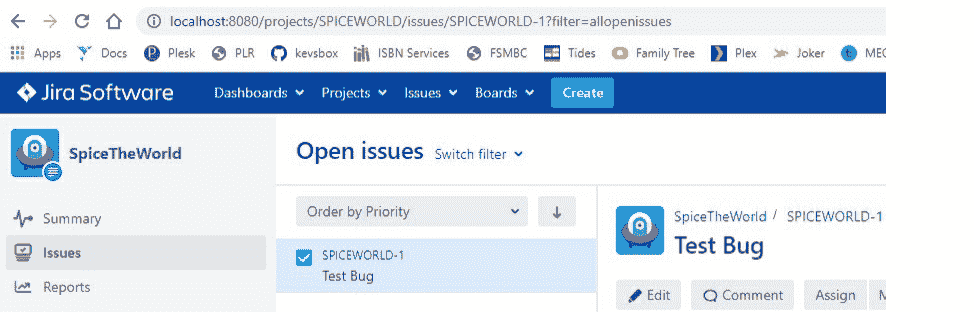 localhost:8080/projects/SPICEWORLD/issues/SPICEWORLD-1?filter=allopenissues
Apps Docs Plesk PLR kevsbox ISBN Services FSMBC Tides Family Tree Plex Joker MEG
Jira Software Dashboards Projects Issues Boards Create
SpiceTheWorld
Summary
Issues
Reports
Open issues Switch filter
Order by Priority
SPICEWORLD-1
Test Bug
SpiceTheWorld / SPICEWORLD-1
Test Bug
Edit Comment Assign